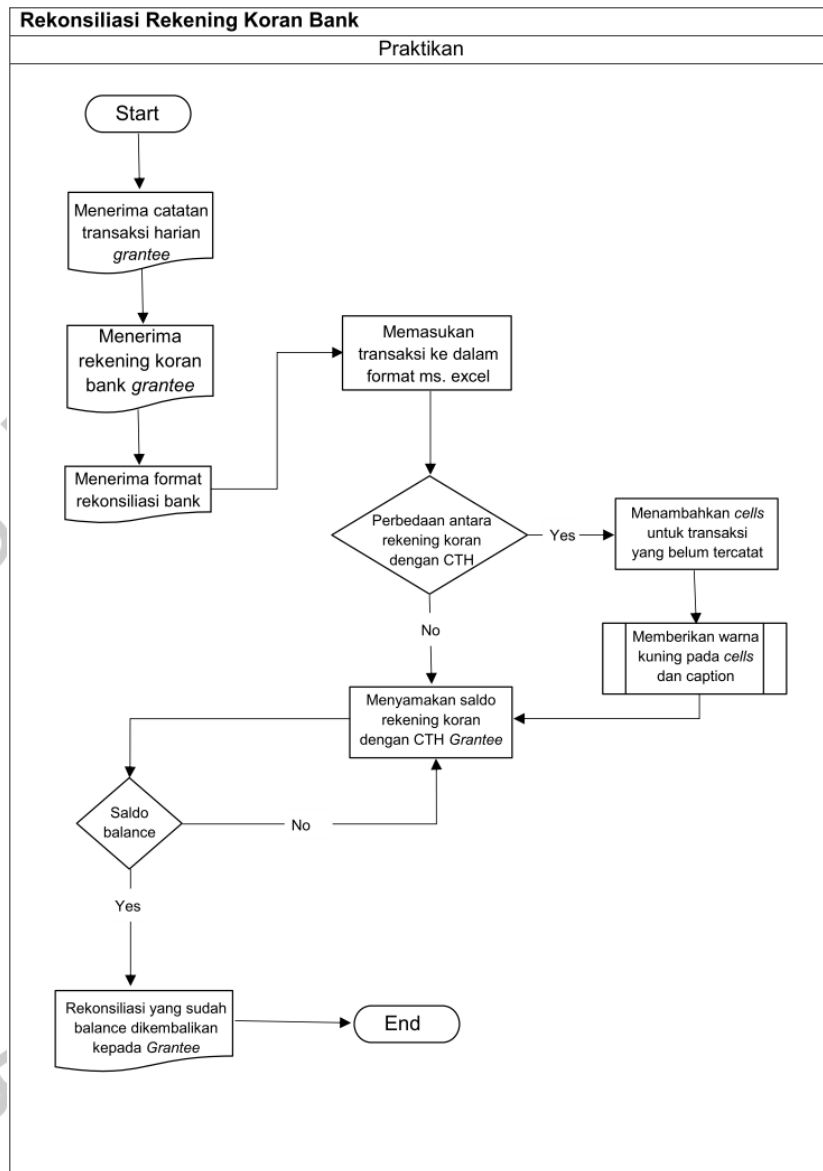 Rekonsiliasi Rekening Koran Bank
Praktikan
Start
Menerima catatan
transaksi harian
grantee
Menerima
rekening koran
bank grantee
Menerima format
rekonsiliasi bank
Memasukan
transaksi ke dalam
format ms. excel
Perbedaan antara
rekening koran
dengan CTH
Yes
Menambahkan cells
untuk transaksi
yang belum tercatat
Memberikan warna
kuning pada cells
dan caption
No
Menyamakan saldo
rekening koran
dengan CTH Grantee
Saldo
balance
No
Yes
Rekonsiliasi yang sudah
balance dikembalikan
kepada Grantee
End